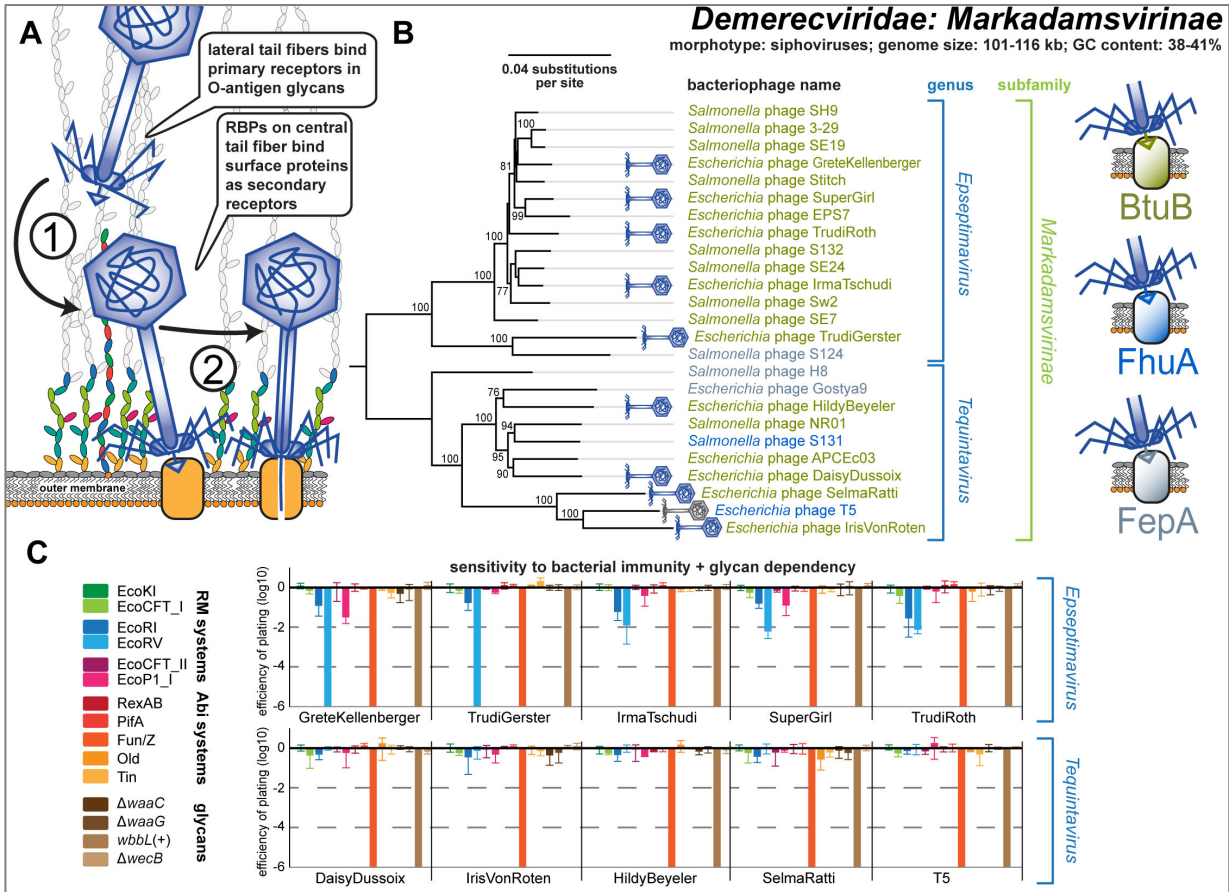 A
lateral tail fibers bind
primary receptors in
O-antigen glycans
RBPs on central
tail fiber bind
surface proteins
as secondary
receptors
1
2
outer membrane
B
Demerecviridae: Markadamsvirinae
morphotype: siphoviruses; genome size: 101-116 kb; GC content: 38-41%
0.04 substitutions
per site
bacteriophage name
genus
subfamily
Salmonella phage SH9
Salmonella phage 3-29
Salmonella phage SE19
Escherichia phage GreteKellenberger
Salmonella phage Stitch
Escherichia phage SuperGirl
Escherichia phage EPS7
Escherichia phage TrudiRoth
Salmonella phage S132
Salmonella phage SE24
Escherichia phage IrmaTschudi
Salmonella phage Sw2
Salmonella phage SE7
Escherichia phage TrudiGerster
Salmonella phage S124
Salmonella phage H8
Escherichia phage Gostya9
Escherichia phage HildyBeyeler
Salmonella phage NR01
Salmonella phage S131
Escherichia phage APCEc03
Escherichia phage DaisyDussoix
Escherichia phage SelmaRatti
Escherichia phage T5
Escherichia phage IrisVonRoten
100
81
99
100
100
77
100
100
76
100
94
95
90
100
100
Epseptimavirus
Tequintavirus
Markadamsvirinae
BtuB
FhuA
FepA
C
EcoKI
EcoCFT_I
EcoRI
EcoRV
EcoCFT_II
EcoP1_I
RM systems
RexAB
PifA
Fun/Z
Old
Tin
Abi systems
ΔwaaC
ΔwaaG
wbbL(+)
ΔwecB
glycans
sensitivity to bacterial immunity + glycan dependency
efficiency of plating (log10)
0
-2
-4
-6
GreteKellenberger
TrudiGerster
IrmaTschudi
SuperGirl
TrudiRoth
Epseptimavirus
efficiency of plating (log10)
0
-2
-4
-6
DaisyDussoix
IrisVonRoten
HildyBeyeler
SelmaRatti
T5
Tequintavirus